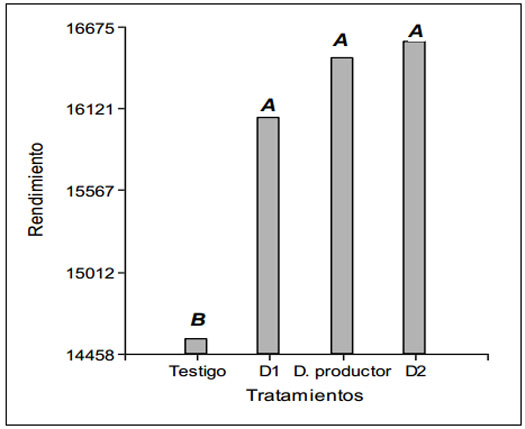 16675
16121
15567
15012
14458
Rendimiento
B
A
A
A
Testigo D1 D. productor D2
Tratamientos